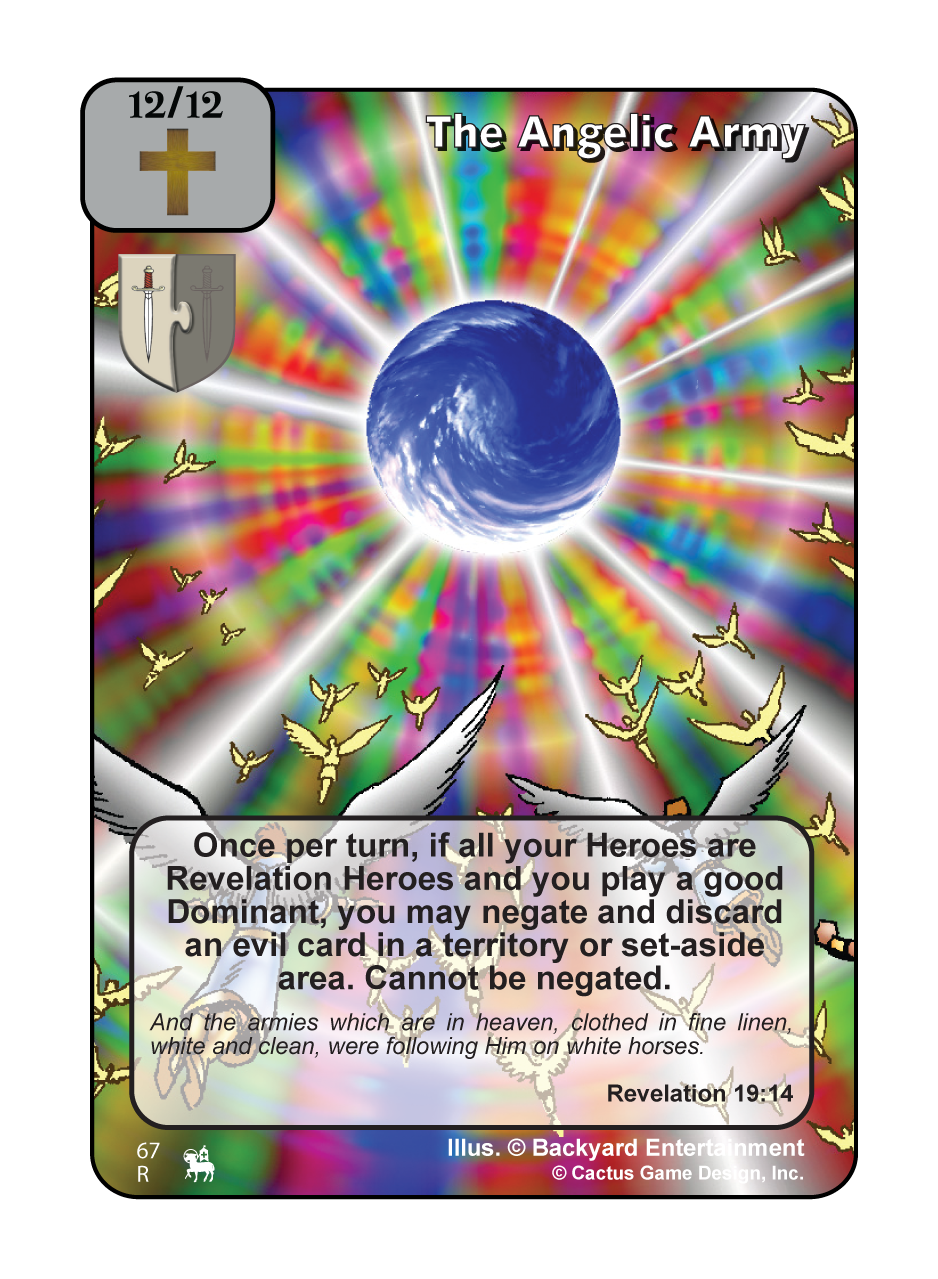 12/12
The Angelic Army
Once per turn, if all your Heroes are
Revelation Heroes and you play a good
Dominant, you may negate and discard
an evil card in a territory or set-aside
area. Cannot be negated.
And the armies which are in heaven, clothed in fine linen,
white and clean, were following Him on white horses.
Revelation 19:14
67
R
Illus. © Backyard Entertainment
© Cactus Game Design, Inc.